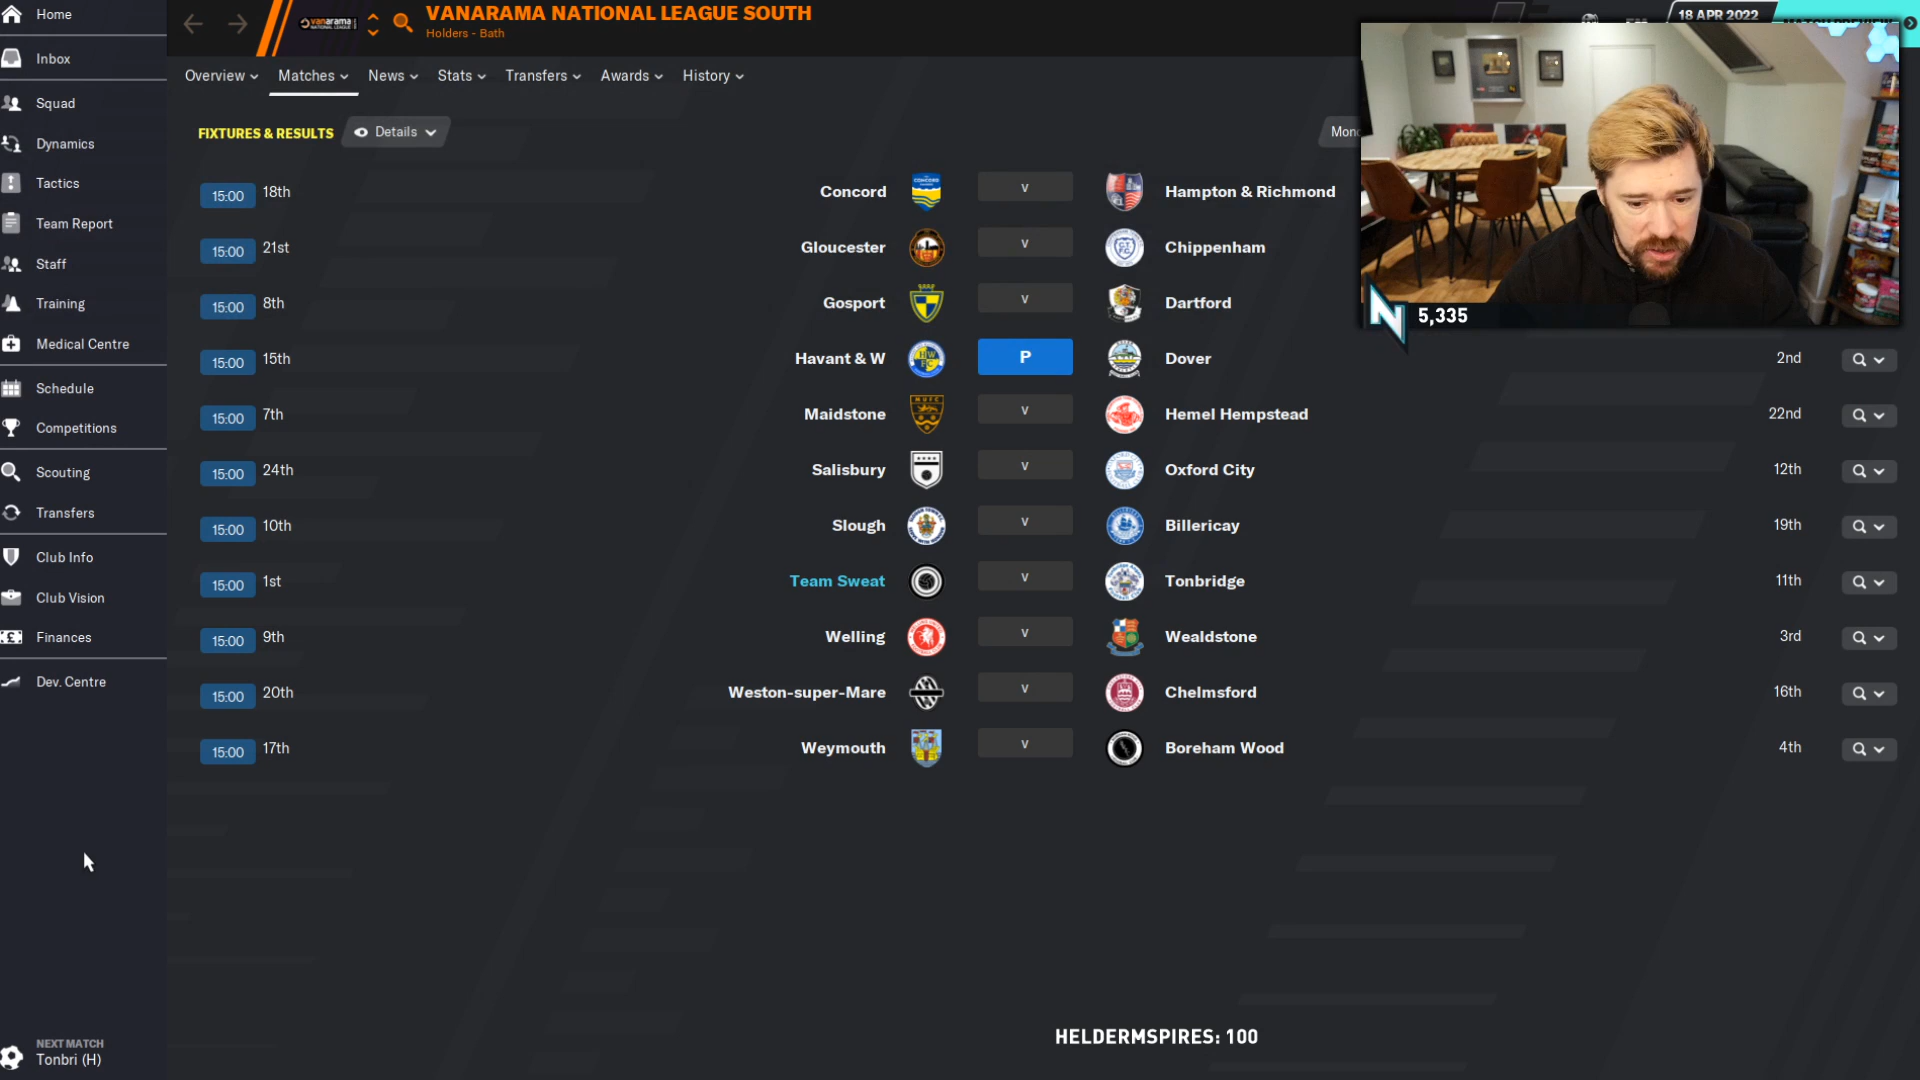 Home
Inbox
Squad
Dynamics
Tactics
Team Report
Staff
Training
Medical Centre
Schedule
Competitions
Scouting
Transfers
Club Info
Club Vision
Finances
Dev. Centre
NEXT MATCH
Tonbri (H)
vanarama
NATIONAL LEAGUE
VANARAMA NATIONAL LEAGUE SOUTH
Holders - Bath
18 APR 2022
Overview Matches News Stats Transfers Awards History
FIXTURES & RESULTS Details Mon
15:00 18th Concord v Hampton & Richmond
15:00 21st Gloucester v Chippenham
15:00 8th Gosport v Dartford
15:00 15th Havant & W P Dover 2nd
15:00 7th Maidstone v Hemel Hempstead 22nd
15:00 24th Salisbury v Oxford City 12th
15:00 10th Slough v Billericay 19th
15:00 1st Team Sweat v Tonbridge 11th
15:00 9th Welling v Wealdstone 3rd
15:00 20th Weston-super-Mare v Chelmsford 16th
15:00 17th Weymouth v Boreham Wood 4th
N 5,335
HELDERMSPIRES: 100